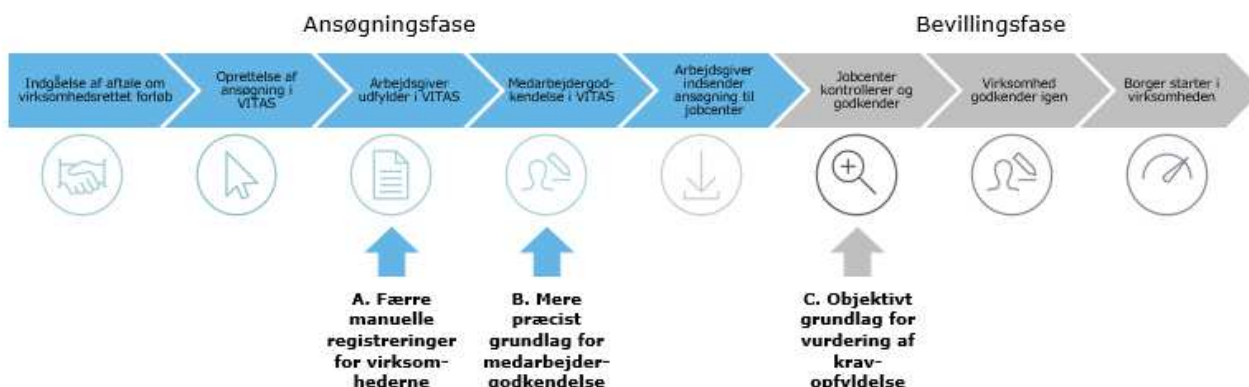 Ansøgningsfase
Bevillingsfase
Indgåelse af aftale om
virksomhedsrettet forløb
Oprettelse af
ansøgning i
VITAS
Arbejdsgiver
udfylder i VITAS
Medarbejdergod-
kendelse i VITAS
Arbejdsgiver
indsender
ansøgning til
jobcenter
Jobcenter
kontrollerer og
godkender
Virksomhed
godkender igen
Borger starter i
virksomheden
A. Færre
manuelle
registreringer
for virksom-
hederne
B. Mere
præcist
grundlag for
medarbejder-
godkendelse
C. Objektivt
grundlag for
vurdering af
krav-
opfyldelse